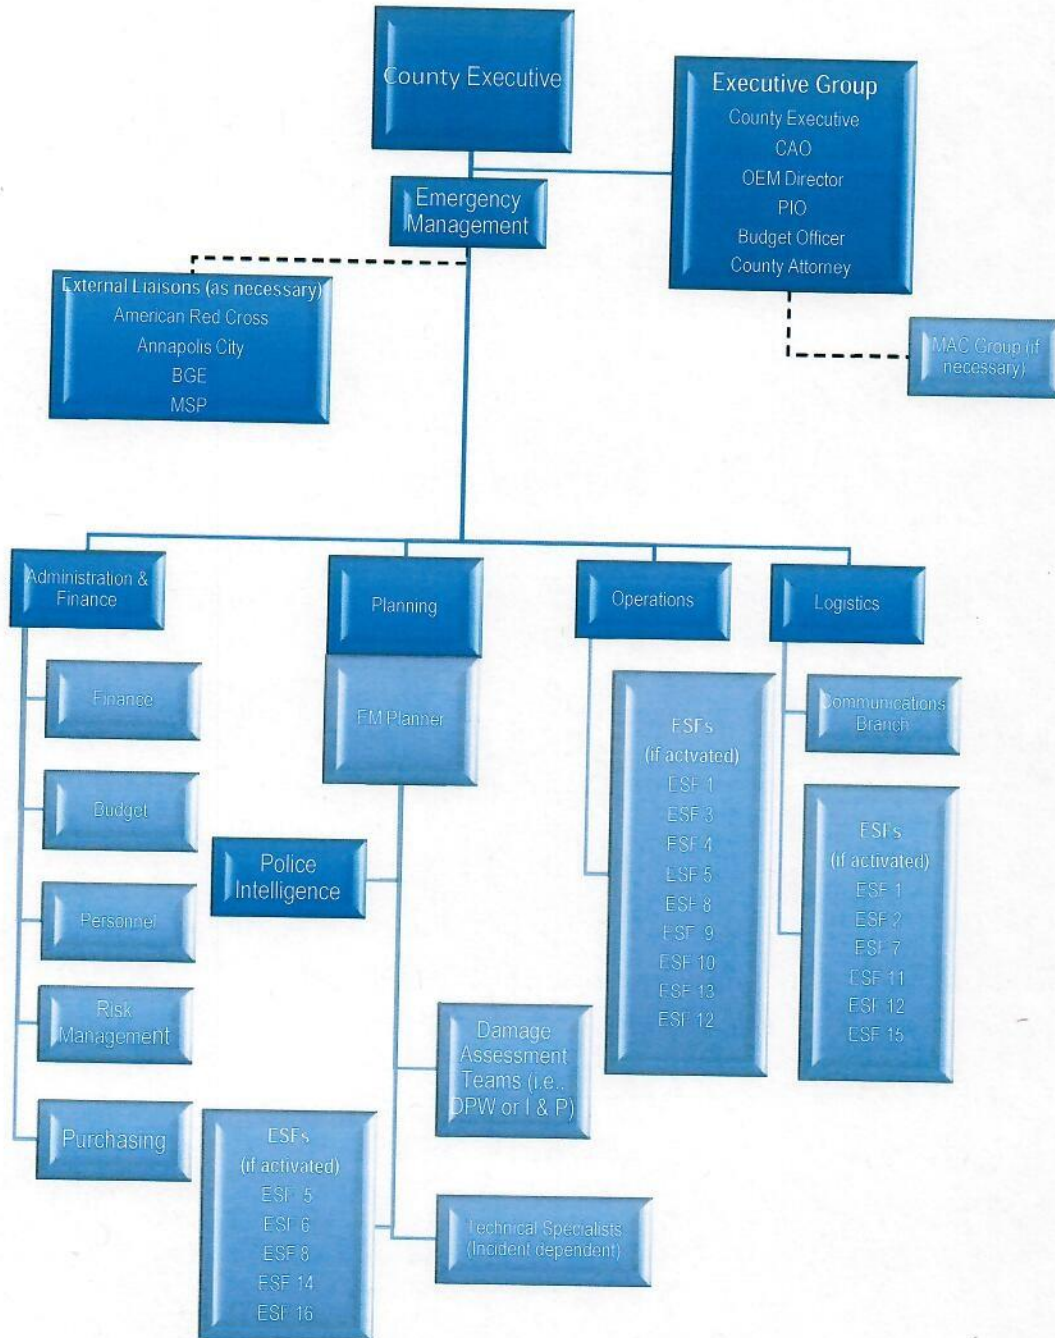 County Executive
Executive Group
County Executive
CAO
OEM Director
PIO
Budget Officer
County Attorney
Emergency
Management
External Liaisons (as necessary)
American Red Cross
Annapolis City
BGE
MSP
MAC Group (if
necessary)
Administration &
Finance
Planning
Operations
Logistics
Finance
Budget
Personnel
Risk
Management
Purchasing
EM Planner
Police
Intelligence
Damage
Assessment
Teams (i.e.,
DPW or I & P)
Technical Specialists
(Incident dependent)
ESFs
(if activated)
ESF 5
ESF 6
ESF 8
ESF 14
ESF 16
ESFs
(if actvated)
ESF 1
ESF 3
ESF 4
ESF 5
ESF 8
ESF 9
ESF 10
ESF 13
ESF 12
Communications
Branch
ESFs
(if activated)
ESF 1
ESF 2
ESF 7
ESF 11
ESF 12
ESF 15